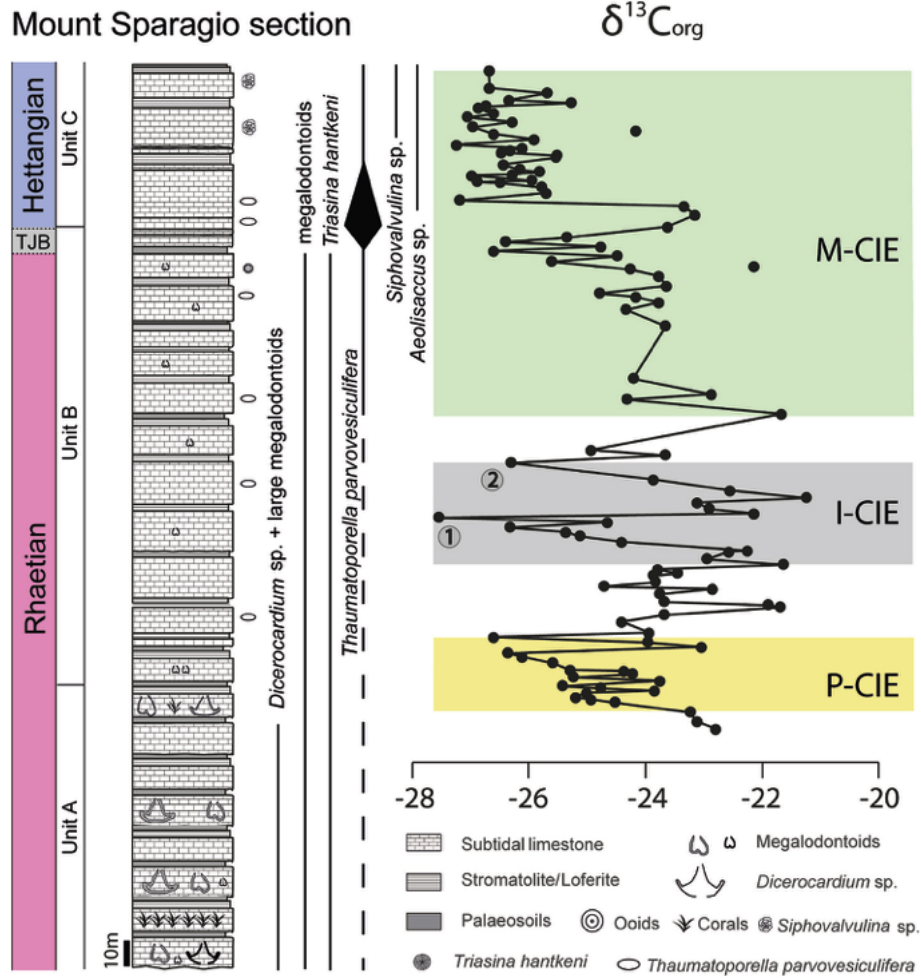 Mount Sparagio section
δ13Corg
Hettangian
TJB
Rhaetian
Unit C
Unit B
Unit A
10m
Dicerocardium sp. + large megalodontoids
megalodontoids
Triasina hantkeni
Thaumatoporella parvovesiculifera
Siphovalvulina sp.
Aeolisaccus sp.
M-CIE
2
I-CIE
1
P-CIE
-28 -26 -24 -22 -20
Subtidal limestone
Megalodontoids
Stromatolite/Loferite
Dicerocardium sp.
Palaeosoils
Ooids
Corals
Siphovalvulina sp.
Triasina hantkeni
Thaumatoporella parvovesiculifera